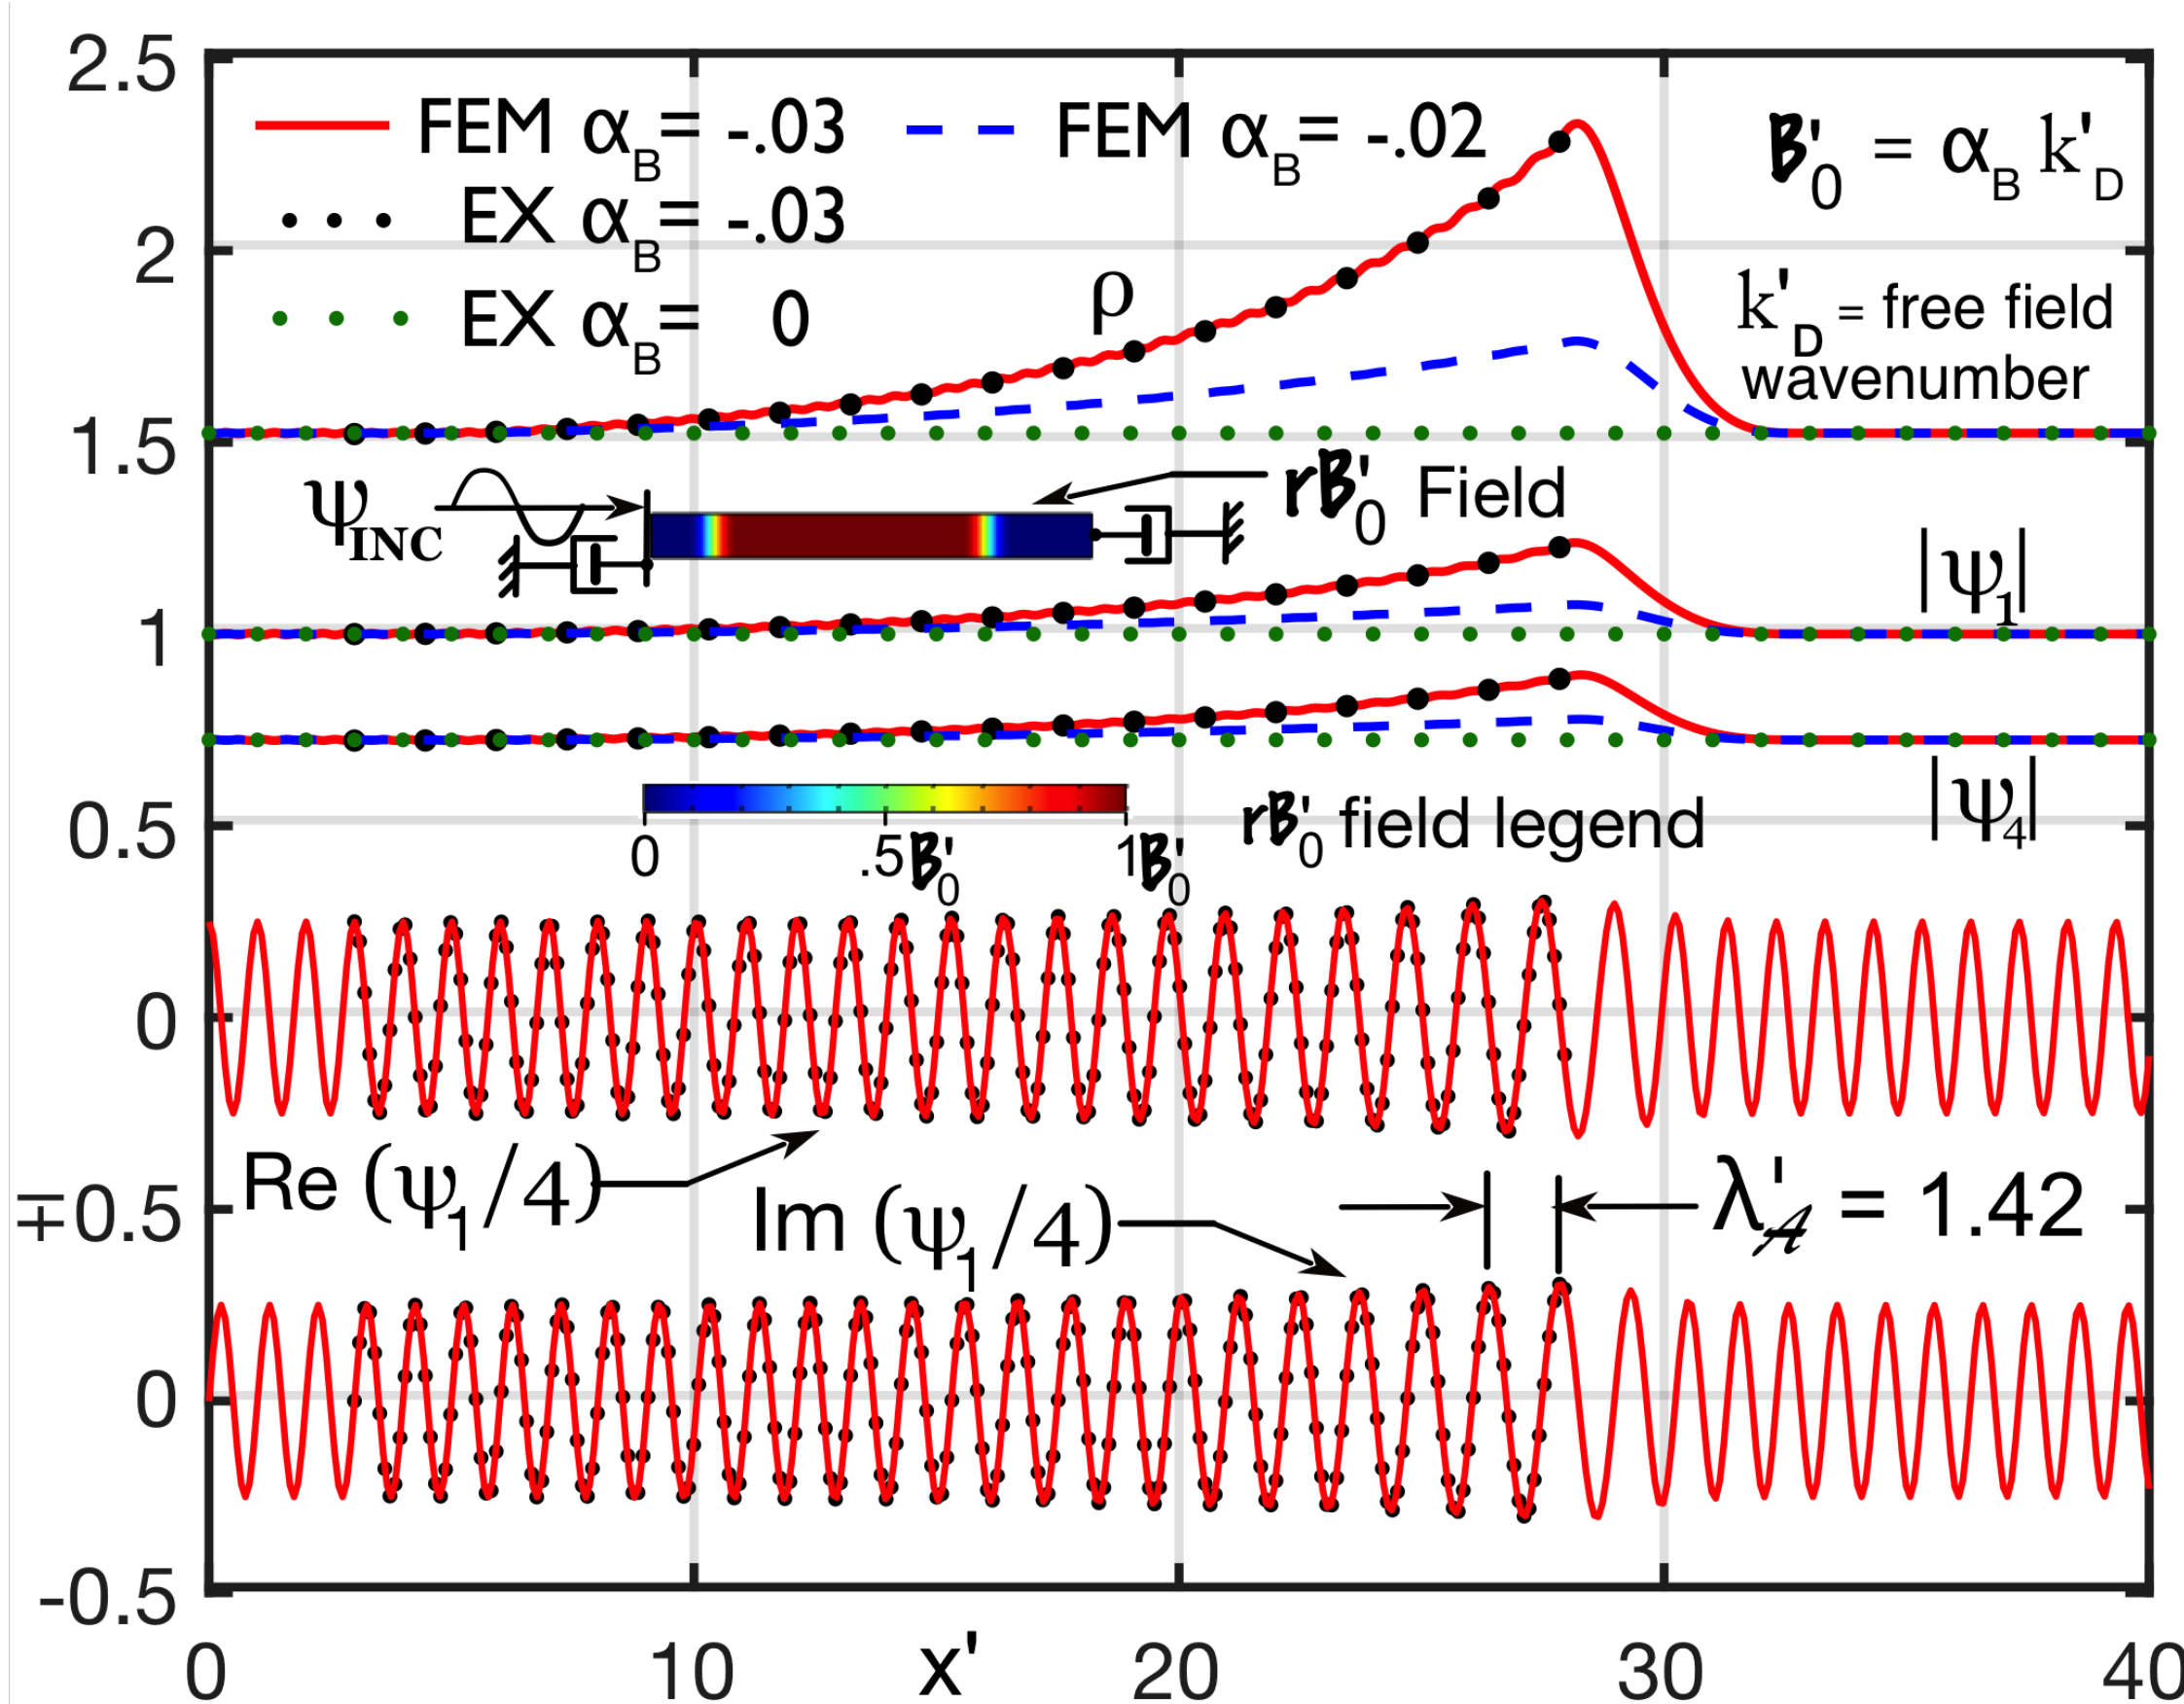 2.5
2
1.5
1
0.5
0
∓0.5
0
-0.5
FEM α_B = -.03
FEM α_B = -.02
ℬ'_0 = α_B k'_D
EX α_B = -.03
EX α_B = 0
ρ
k'_D = free field
wavenumber
ψ_INC
rℬ'_0 Field
|ψ_1|
|ψ_4|
0 .5ℬ'_0 1ℬ'_0
rℬ'_0 field legend
Re (ψ_1/4)
Im (ψ_1/4)
λ'_𝒜 = 1.42
0 10 20 30 40
x'